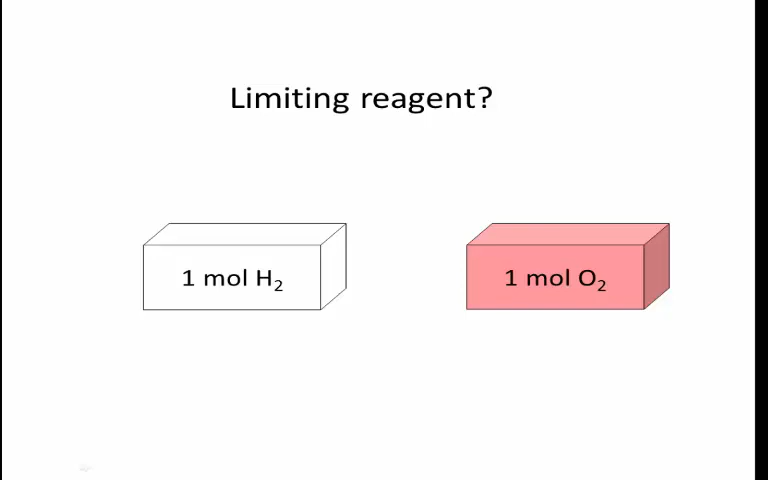 Limiting reagent?
1 mol H₂
1 mol O₂